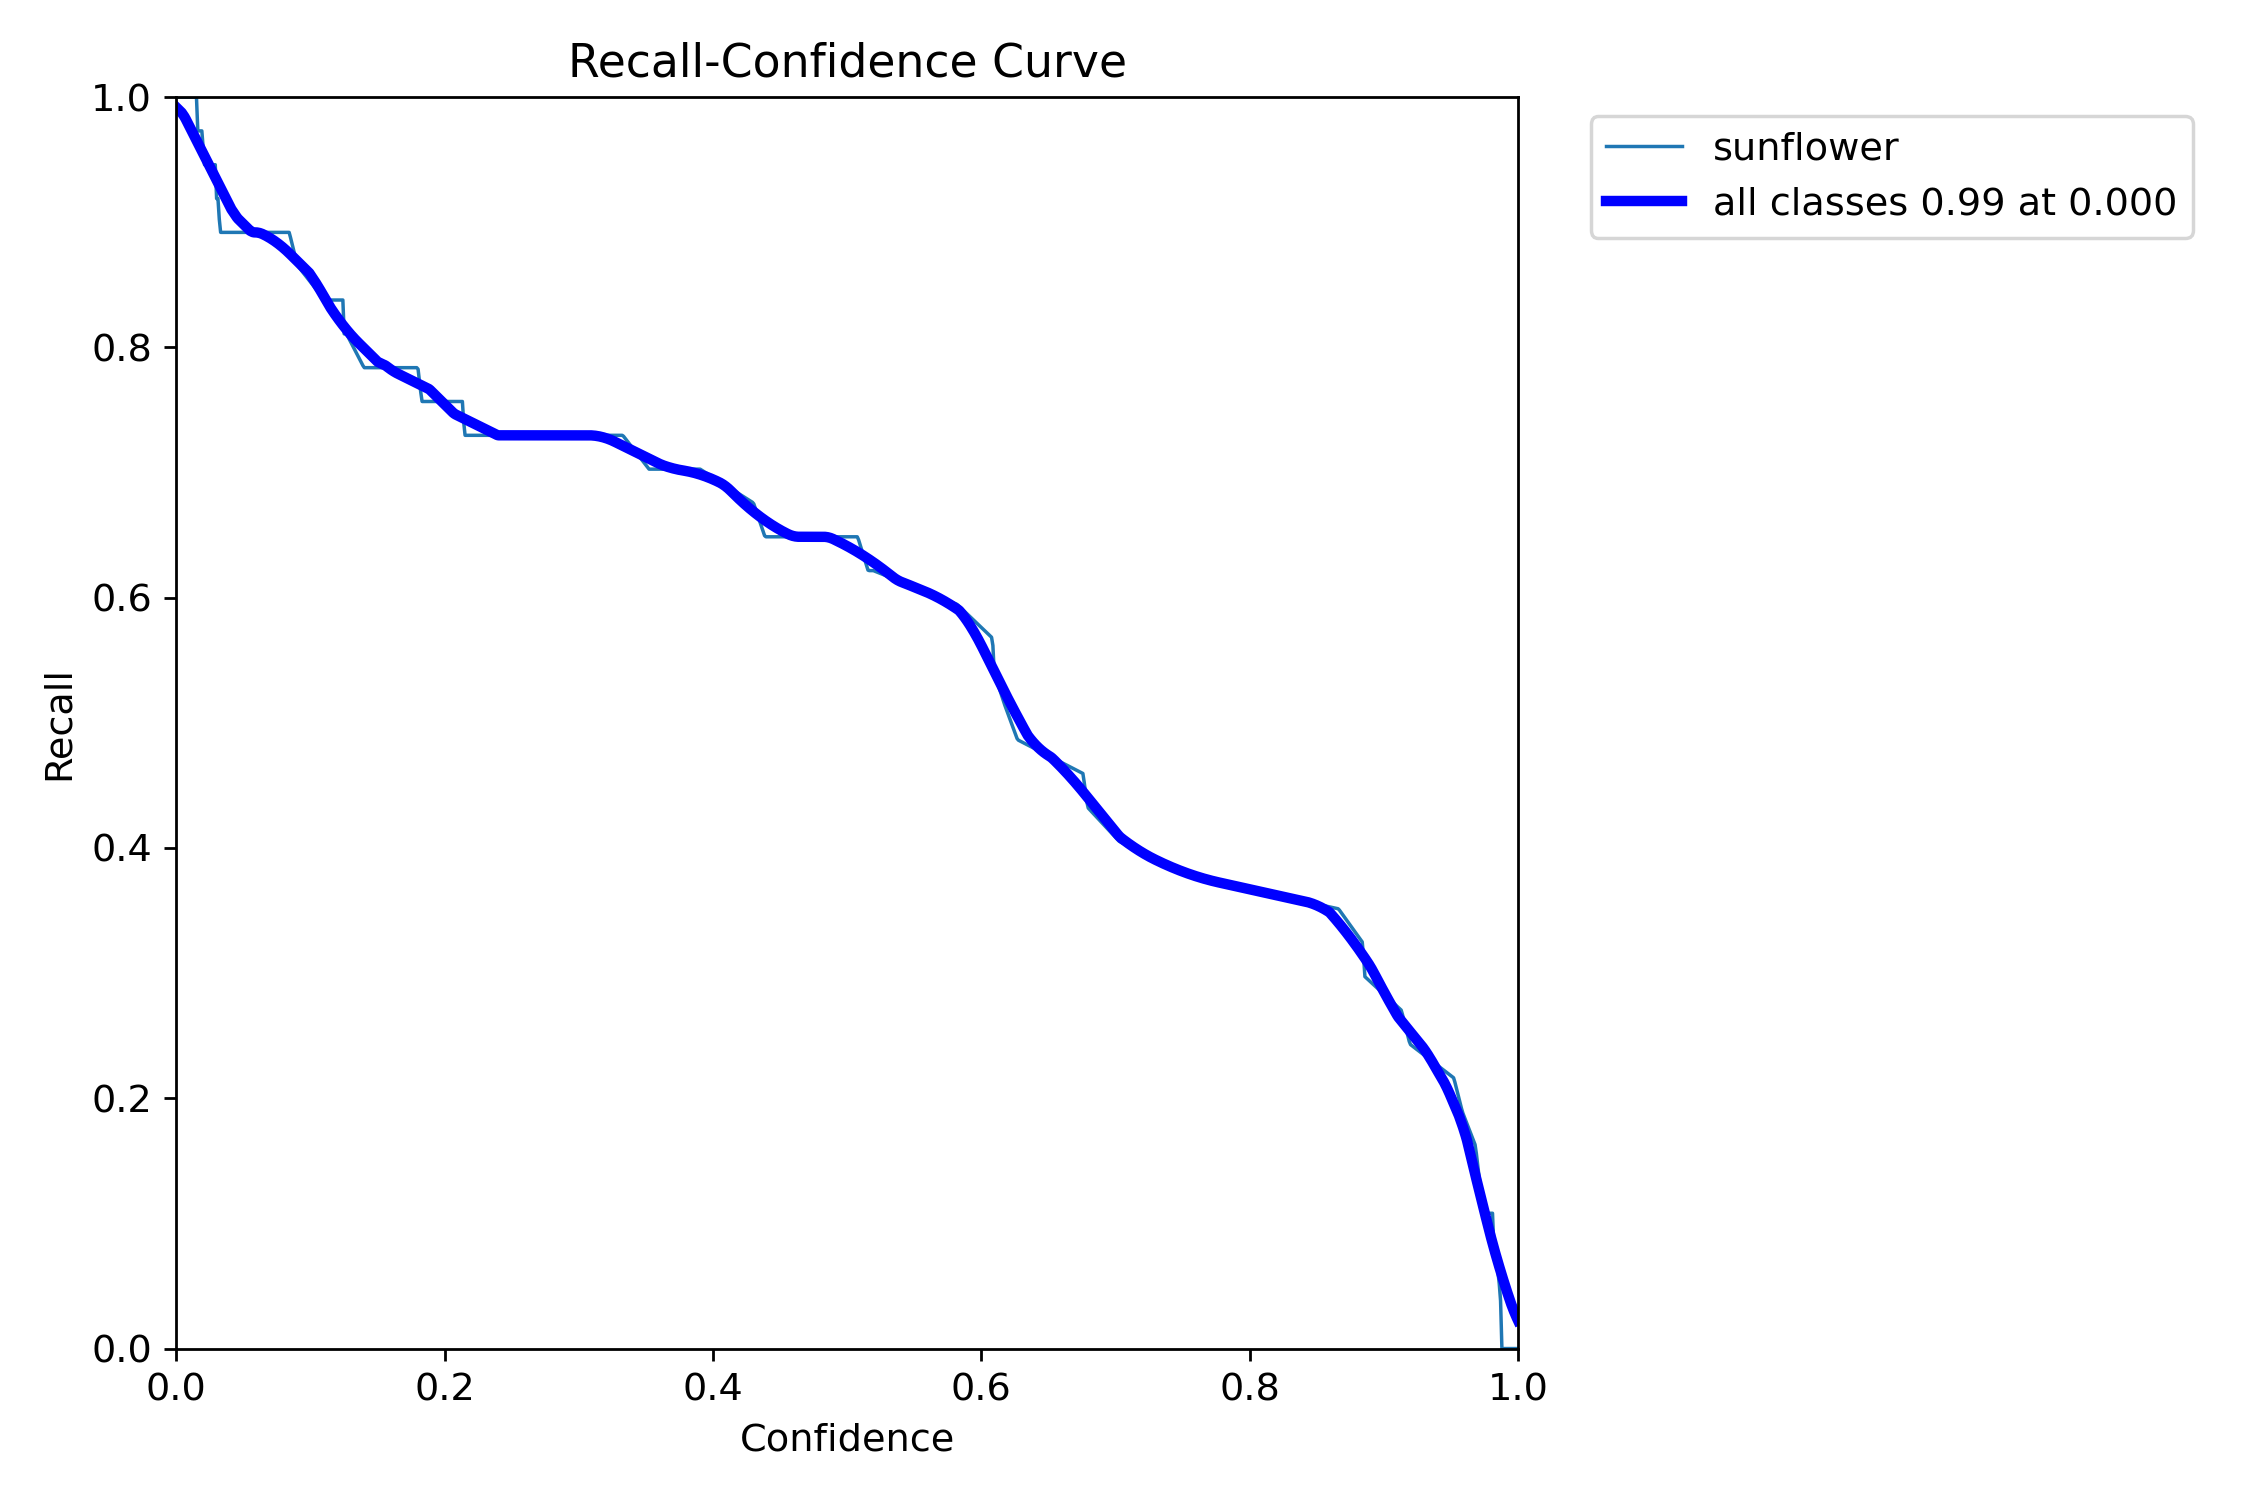 Recall-Confidence Curve
sunflower
all classes 0.99 at 0.000
1.0
0.8
0.6
0.4
0.2
0.0
Recall
0.0 0.2 0.4 0.6 0.8 1.0
Confidence